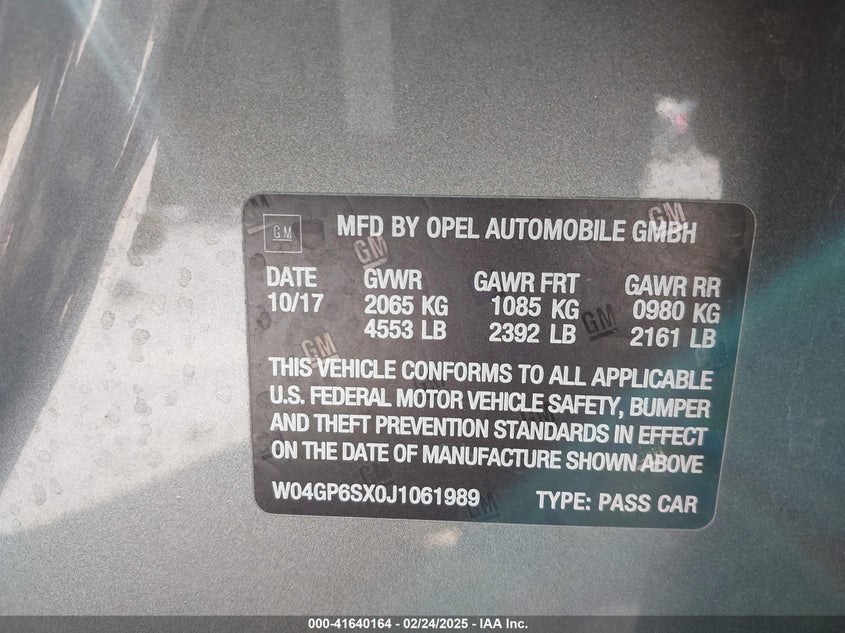 GM MFD BY OPEL AUTOMOBILE GMBH
DATE GVWR GAWR FRT GAWR RR
10/17 2065 KG 1085 KG 0980 KG
4553 LB 2392 LB 2161 LB
THIS VEHICLE CONFORMS TO ALL APPLICABLE
U.S. FEDERAL MOTOR VEHICLE SAFETY, BUMPER
AND THEFT PREVENTION STANDARDS IN EFFECT
ON THE DATE OF MANUFACTURE SHOWN ABOVE
W04GP6SX0J1061989 TYPE: PASS CAR
000-41640164 - 02/24/2025 - IAA Inc.